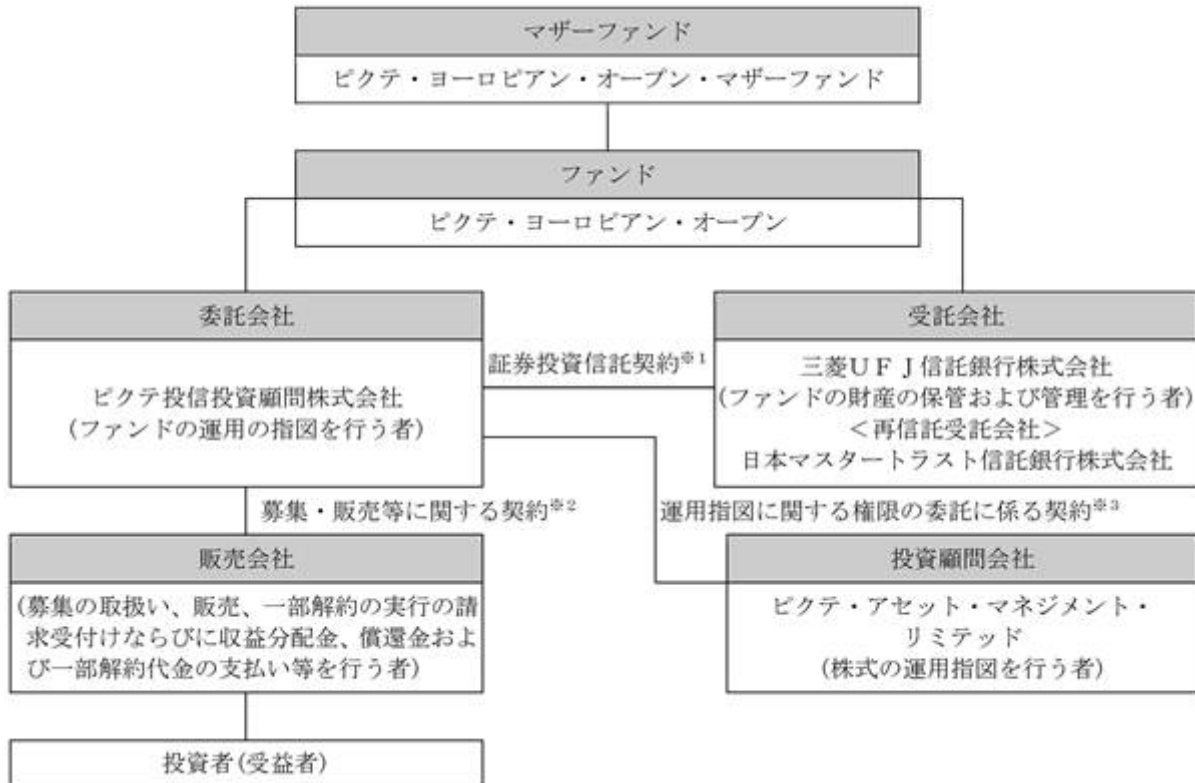 マザーファンド
ピクテ・ヨーロピアン・オープン・マザーファンド
ファンド
ピクテ・ヨーロピアン・オープン
委託会社
ピクテ投信投資顧問株式会社
(ファンドの運用の指図を行う者)
証券投資信託契約※1
受託会社
三菱UFJ信託銀行株式会社
(ファンドの財産の保管および管理を行う者)
＜再信託受託会社＞
日本マスタートラスト信託銀行株式会社
募集・販売等に関する契約※2
運用指図に関する権限の委託に係る契約※3
販売会社
(募集の取扱い、販売、一部解約の実行の請
求受付けならびに収益分配金、償還金およ
び一部解約代金の支払い等を行う者)
投資顧問会社
ピクテ・アセット・マネジメント・
リミテッド
(株式の運用指図を行う者)
投資者(受益者)